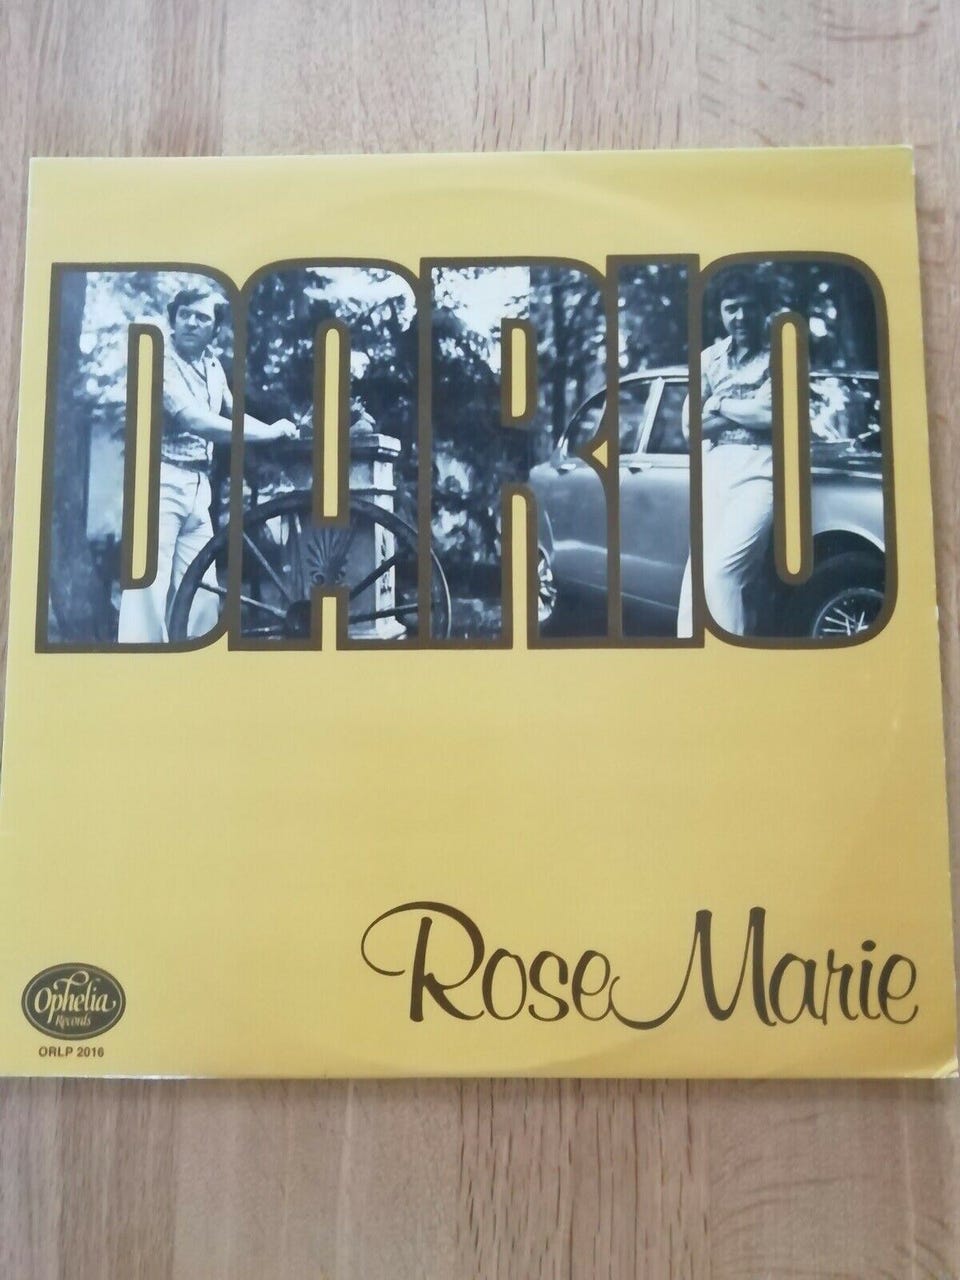 DARIO
Rose Marie
Ophelia
Records
ORLP 2016